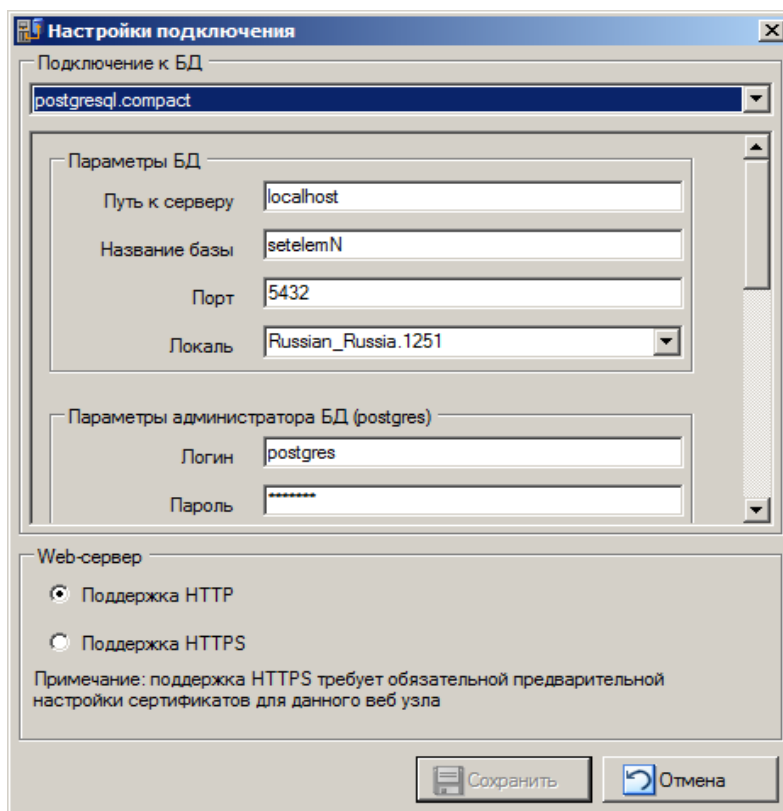 Настройки подключения
Подключение к БД
postgresql.compact
Параметры БД
Путь к серверу localhost
Название базы setelemN
Порт 5432
Локаль Russian_Russia.1251
Параметры администратора БД (postgres)
Логин postgres
Пароль *******
Web-сервер
Поддержка HTTP
Поддержка HTTPS
Примечание: поддержка HTTPS требует обязательной предварительной
настройки сертификатов для данного веб узла
Сохранить Отмена